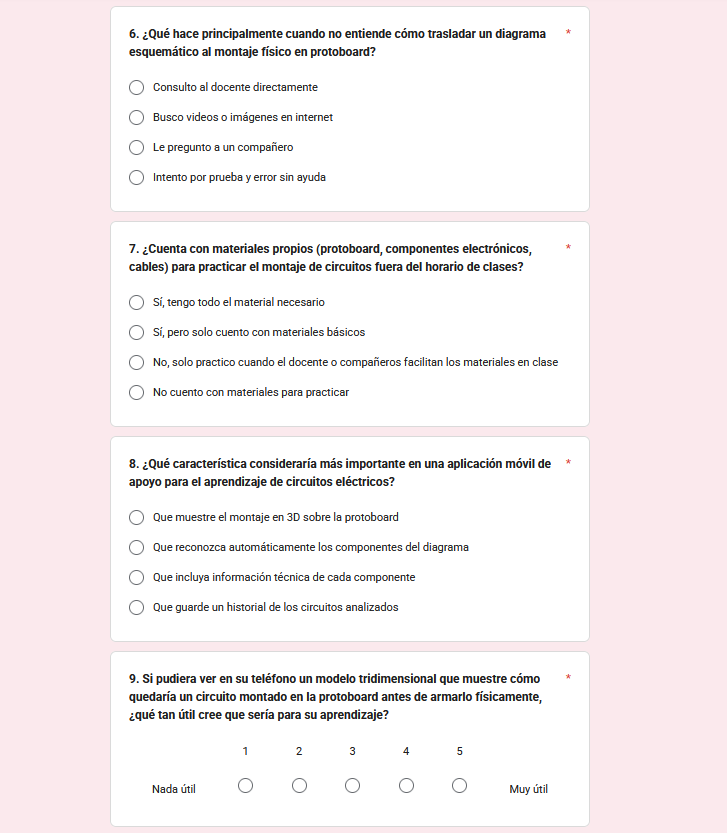 6. ¿Qué hace principalmente cuando no entiende cómo trasladar un diagrama *
esquemático al montaje físico en protoboard?
Consulto al docente directamente
Busco videos o imágenes en internet
Le pregunto a un compañero
Intento por prueba y error sin ayuda
7. ¿Cuenta con materiales propios (protoboard, componentes electrónicos, *
cables) para practicar el montaje de circuitos fuera del horario de clases?
Sí, tengo todo el material necesario
Sí, pero solo cuento con materiales básicos
No, solo practico cuando el docente o compañeros facilitan los materiales en clase
No cuento con materiales para practicar
8. ¿Qué característica consideraría más importante en una aplicación móvil de *
apoyo para el aprendizaje de circuitos eléctricos?
Que muestre el montaje en 3D sobre la protoboard
Que reconozca automáticamente los componentes del diagrama
Que incluya información técnica de cada componente
Que guarde un historial de los circuitos analizados
9. Si pudiera ver en su teléfono un modelo tridimensional que muestre cómo *
quedaría un circuito montado en la protoboard antes de armarlo físicamente,
¿qué tan útil cree que sería para su aprendizaje?
1 2 3 4 5
Nada útil Muy útil